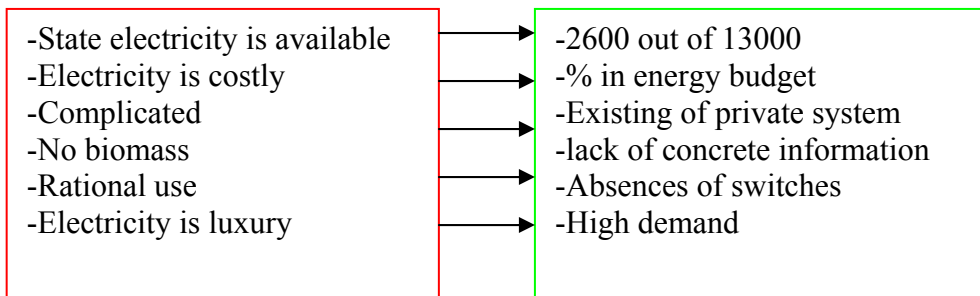 -State electricity is available
-Electricity is costly
-Complicated
-No biomass
-Rational use
-Electricity is luxury
-2600 out of 13000
-% in energy budget
-Existing of private system
-lack of concrete information
-Absences of switches
-High demand